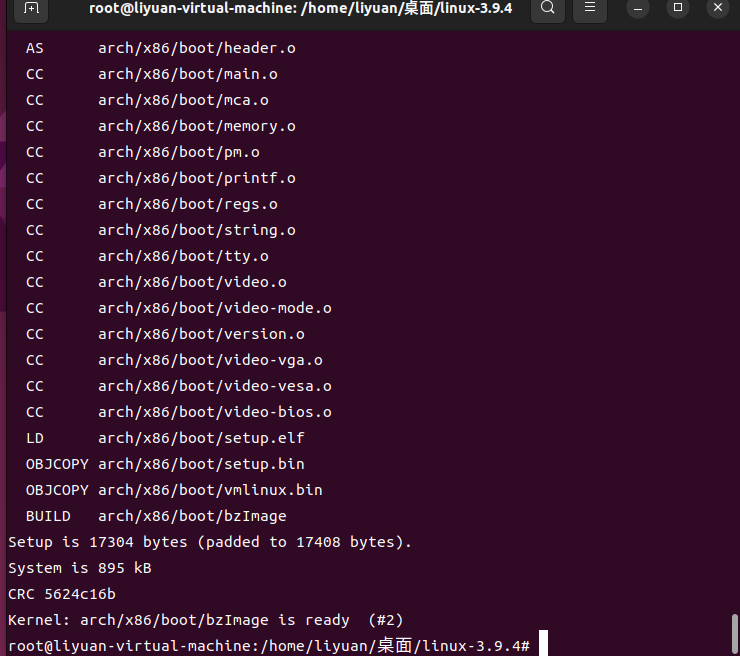 root@liyuan-virtual-machine: /home/liyuan/桌面/linux-3.9.4
AS      arch/x86/boot/header.o
CC      arch/x86/boot/main.o
CC      arch/x86/boot/mca.o
CC      arch/x86/boot/memory.o
CC      arch/x86/boot/pm.o
CC      arch/x86/boot/printf.o
CC      arch/x86/boot/regs.o
CC      arch/x86/boot/string.o
CC      arch/x86/boot/tty.o
CC      arch/x86/boot/video.o
CC      arch/x86/boot/video-mode.o
CC      arch/x86/boot/version.o
CC      arch/x86/boot/video-vga.o
CC      arch/x86/boot/video-vesa.o
CC      arch/x86/boot/video-bios.o
LD      arch/x86/boot/setup.elf
OBJCOPY arch/x86/boot/setup.bin
OBJCOPY arch/x86/boot/vmlinux.bin
BUILD   arch/x86/boot/bzImage
Setup is 17304 bytes (padded to 17408 bytes).
System is 895 kB
CRC 5624c16b
Kernel: arch/x86/boot/bzImage is ready  (#2)
root@liyuan-virtual-machine:/home/liyuan/桌面/linux-3.9.4#